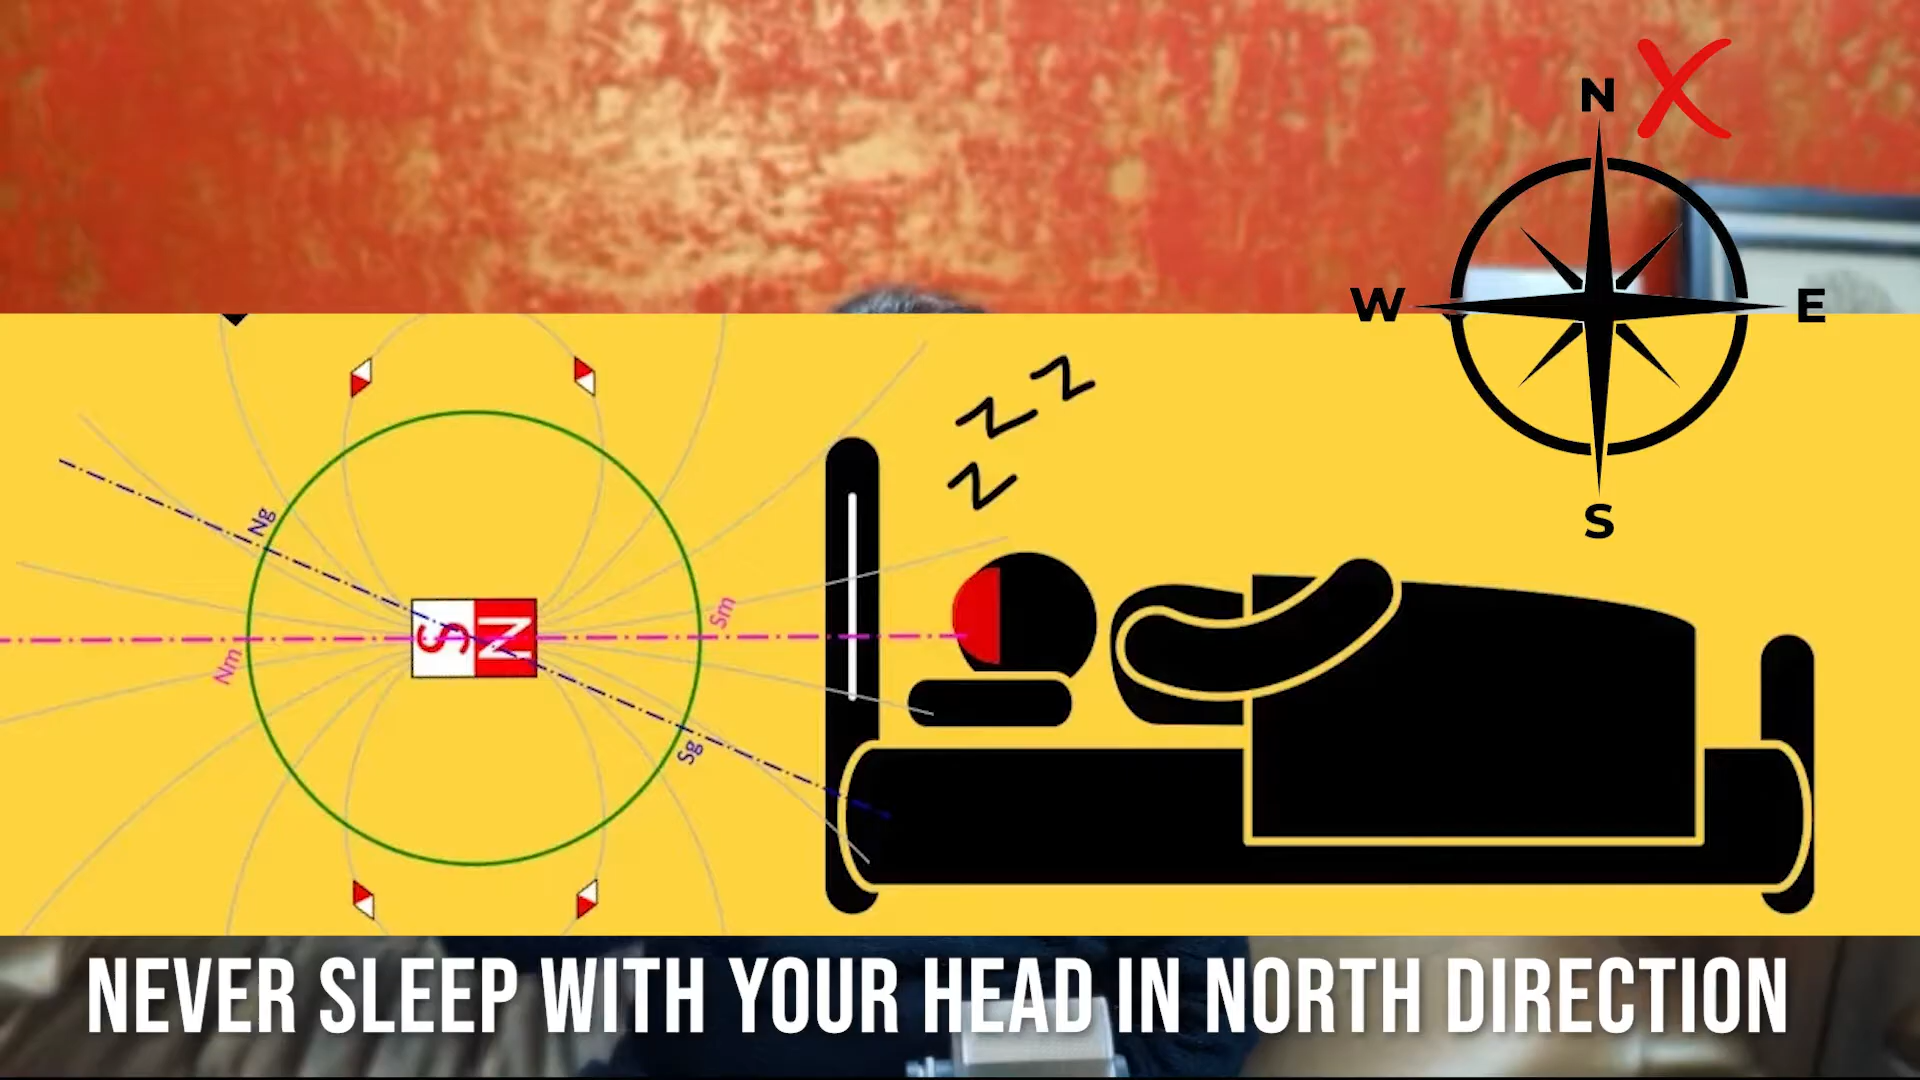 N
W
E
S
Ng
Nm
S
N
Sm
Sg
Z
Z
Z
NEVER SLEEP WITH YOUR HEAD IN NORTH DIRECTION